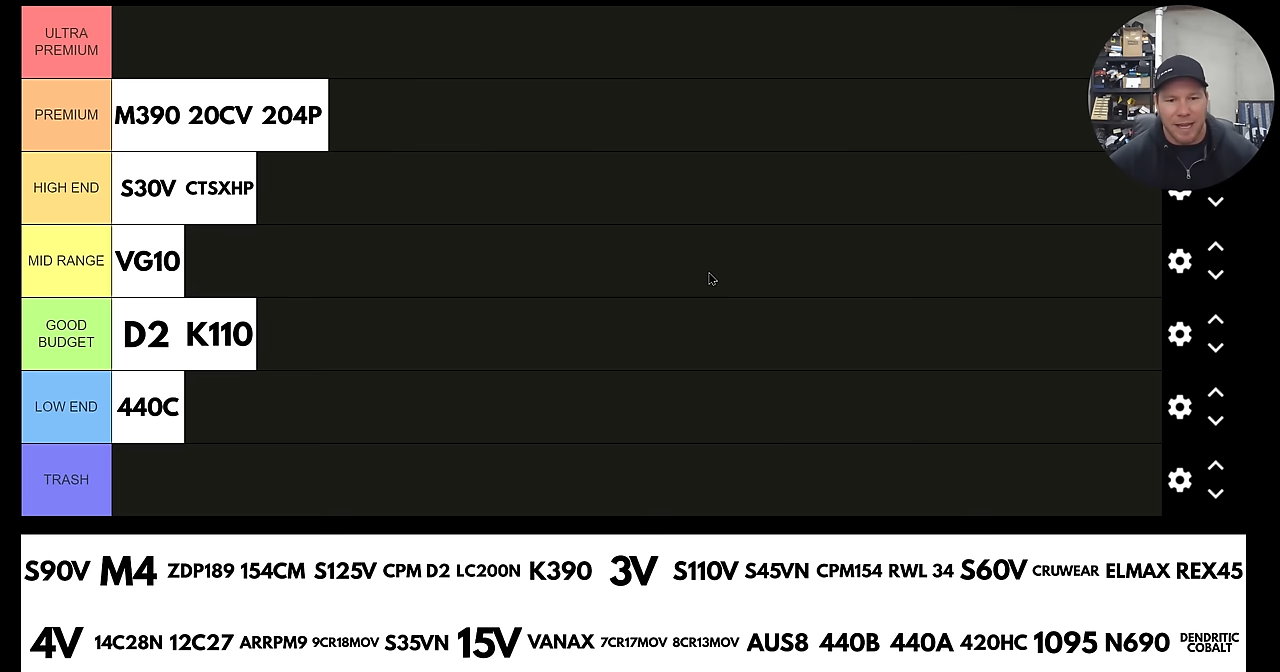 ULTRA
PREMIUM
PREMIUM
M390 20CV 204P
HIGH END
S30V CTSXHP
MID RANGE
VG10
GOOD
BUDGET
D2 K110
LOW END
440C
TRASH
S90V M4 ZDP189 154CM S125V CPM D2 LC200N K390 3V S110V S45VN CPM154 RWL 34 S60V CRUWEAR ELMAX REX45
4V 14C28N 12C27 ARRPM9 9CR18MOV S35VN 15V VANAX 7CR17MOV 8CR13MOV AUS8 440B 440A 420HC 1095 N690 DENDRITIC
COBALT